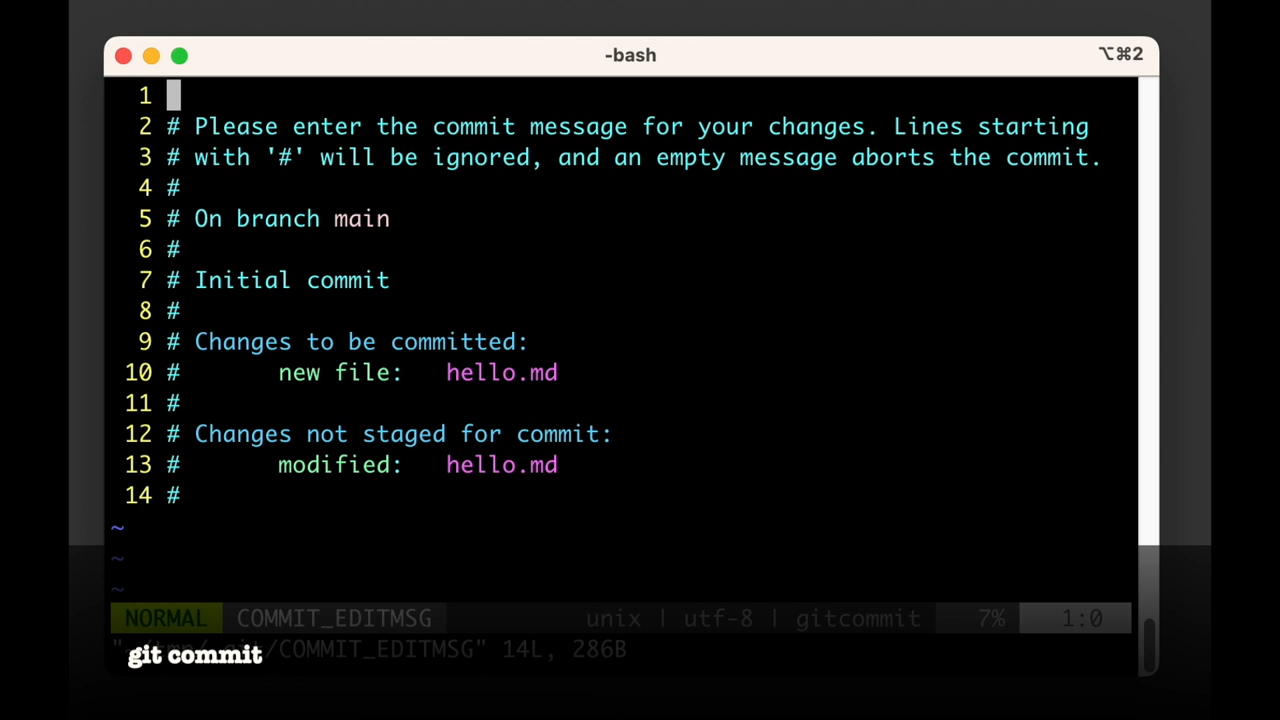 -bash
⌥⌘2
1
2 # Please enter the commit message for your changes. Lines starting
3 # with '#' will be ignored, and an empty message aborts the commit.
4 #
5 # On branch main
6 #
7 # Initial commit
8 #
9 # Changes to be committed:
10 #       new file:   hello.md
11 #
12 # Changes not staged for commit:
13 #       modified:   hello.md
14 #
~
~
~
NORMAL COMMIT_EDITMSG unix | utf-8 | gitcommit 7% 1:0
/COMMIT_EDITMSG" 14L, 286B
git commit